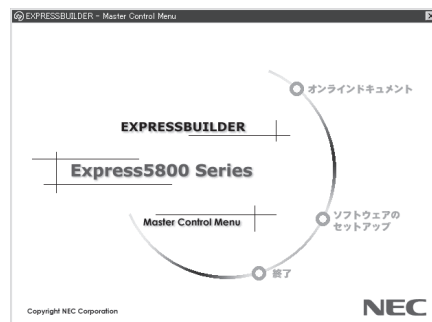 EXPRESSBUILDER - Master Control Menu
オンラインドキュメント
EXPRESSBUILDER
Express5800 Series
Master Control Menu
ソフトウェアの
セットアップ
終了
Copyright NEC Corporation
NEC